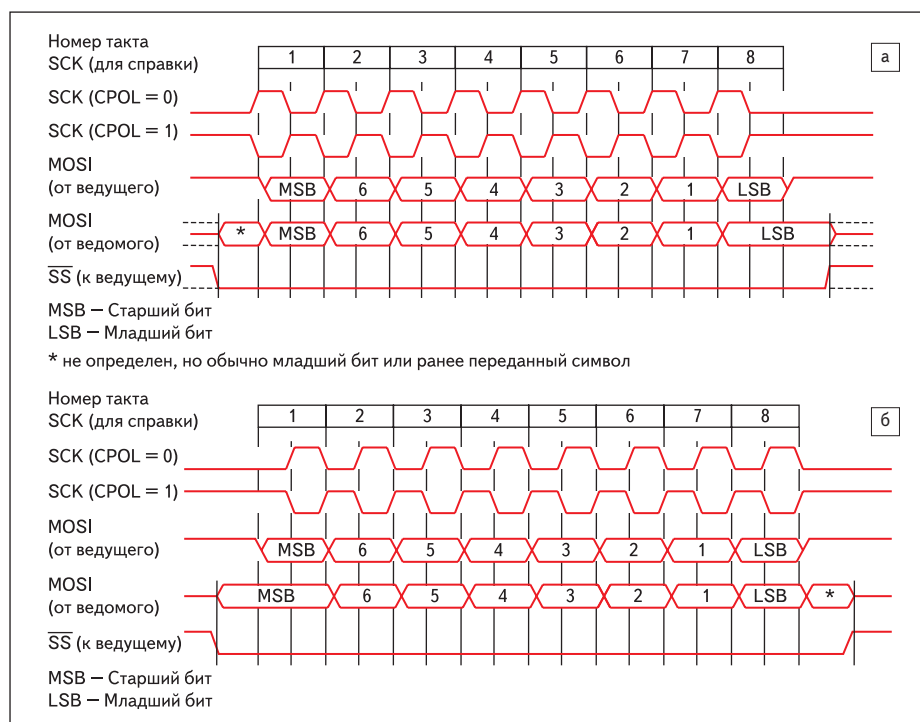 Номер такта
SCK (для справки)
1 2 3 4 5 6 7 8
а
SCK (CPOL = 0)
SCK (CPOL = 1)
MOSI
(от ведущего)
MSB 6 5 4 3 2 1 LSB
MOSI
(от ведомого)
* MSB 6 5 4 3 2 1 LSB
SS (к ведущему)
MSB — Старший бит
LSB — Младший бит
* не определен, но обычно младший бит или ранее переданный символ
Номер такта
SCK (для справки)
1 2 3 4 5 6 7 8
б
SCK (CPOL = 0)
SCK (CPOL = 1)
MOSI
(от ведущего)
MSB 6 5 4 3 2 1 LSB
MOSI
(от ведомого)
MSB 6 5 4 3 2 1 LSB *
SS (к ведущему)
MSB — Старший бит
LSB — Младший бит